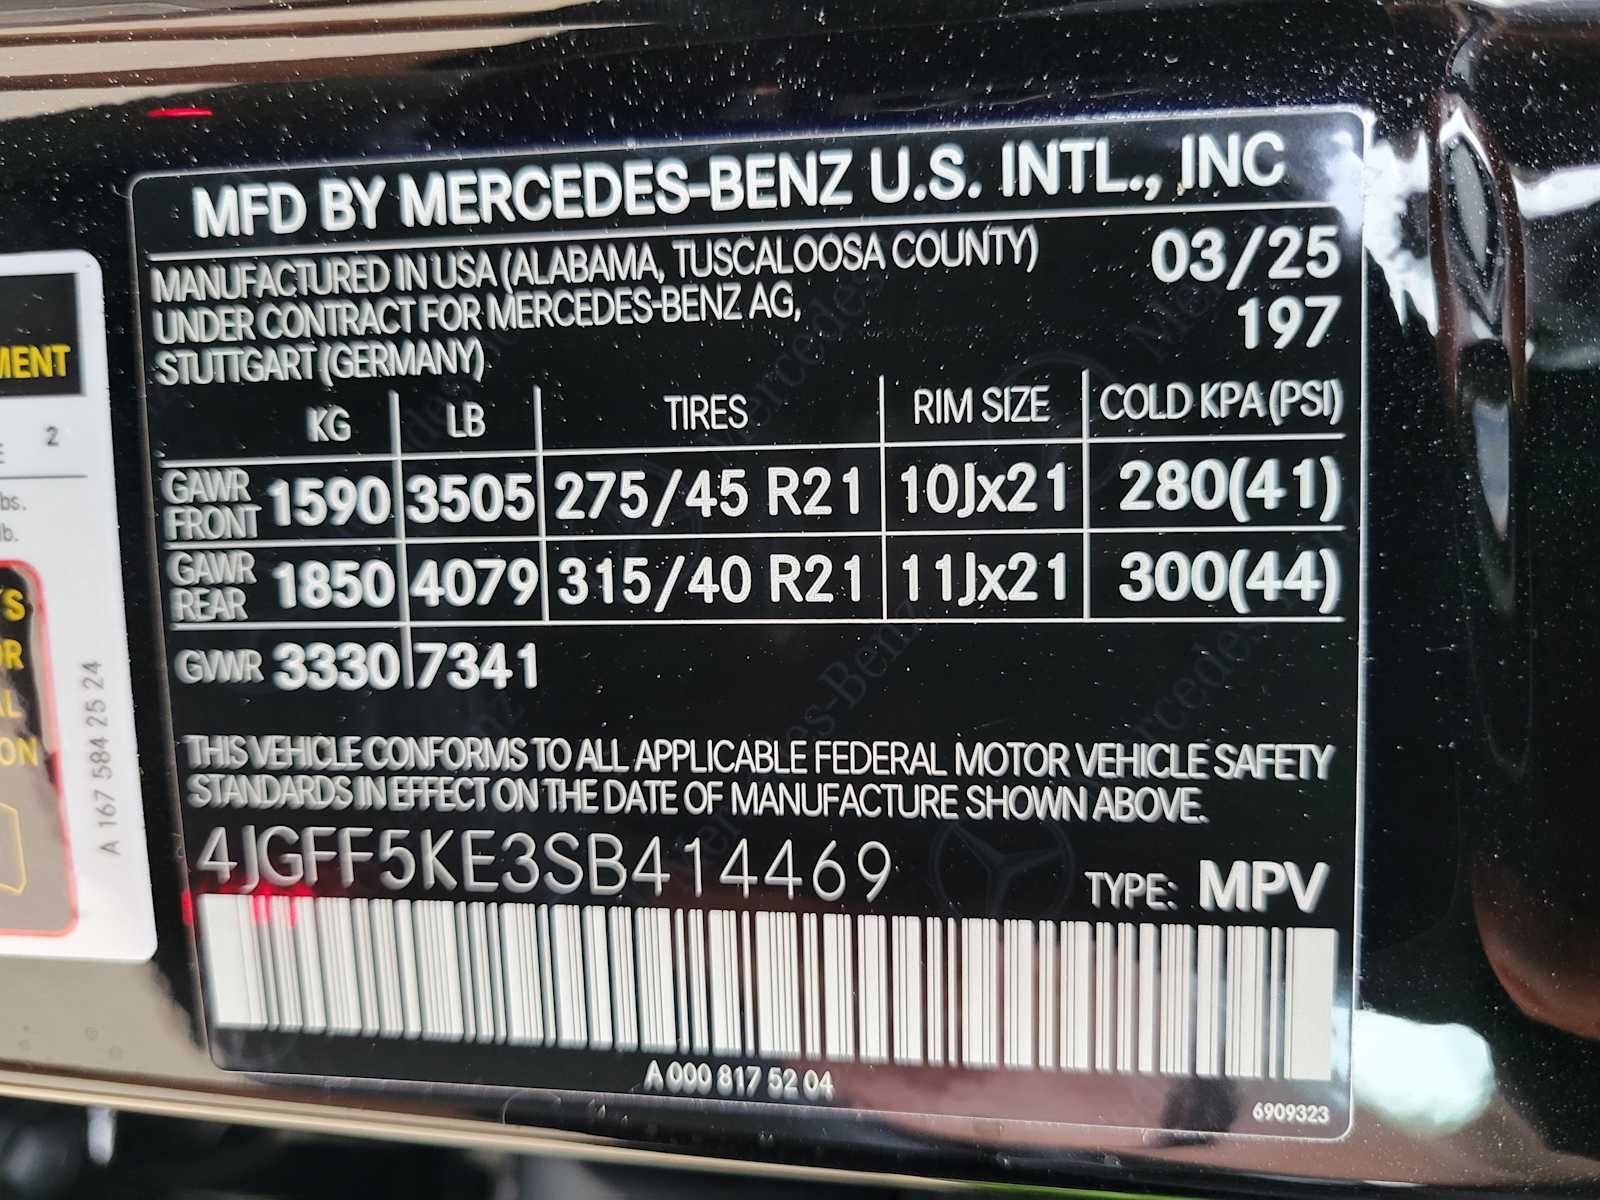 MFD BY MERCEDES-BENZ U.S. INTL., INC
MANUFACTURED IN USA (ALABAMA, TUSCALOOSA COUNTY) 03/25
UNDER CONTRACT FOR MERCEDES-BENZ AG, 197
STUTTGART (GERMANY)
KG LB TIRES RIM SIZE COLD KPA (PSI)
GAWR FRONT 1590 3505 275/45 R21 10Jx21 280(41)
GAWR REAR 1850 4079 315/40 R21 11Jx21 300(44)
GVWR 3330 7341
THIS VEHICLE CONFORMS TO ALL APPLICABLE FEDERAL MOTOR VEHICLE SAFETY
STANDARDS IN EFFECT ON THE DATE OF MANUFACTURE SHOWN ABOVE.
4JGFF5KE3SB414469 TYPE: MPV
A 000 817 52 04
6909323
MENT
2
bs.
lb.
A 167 584 25 24